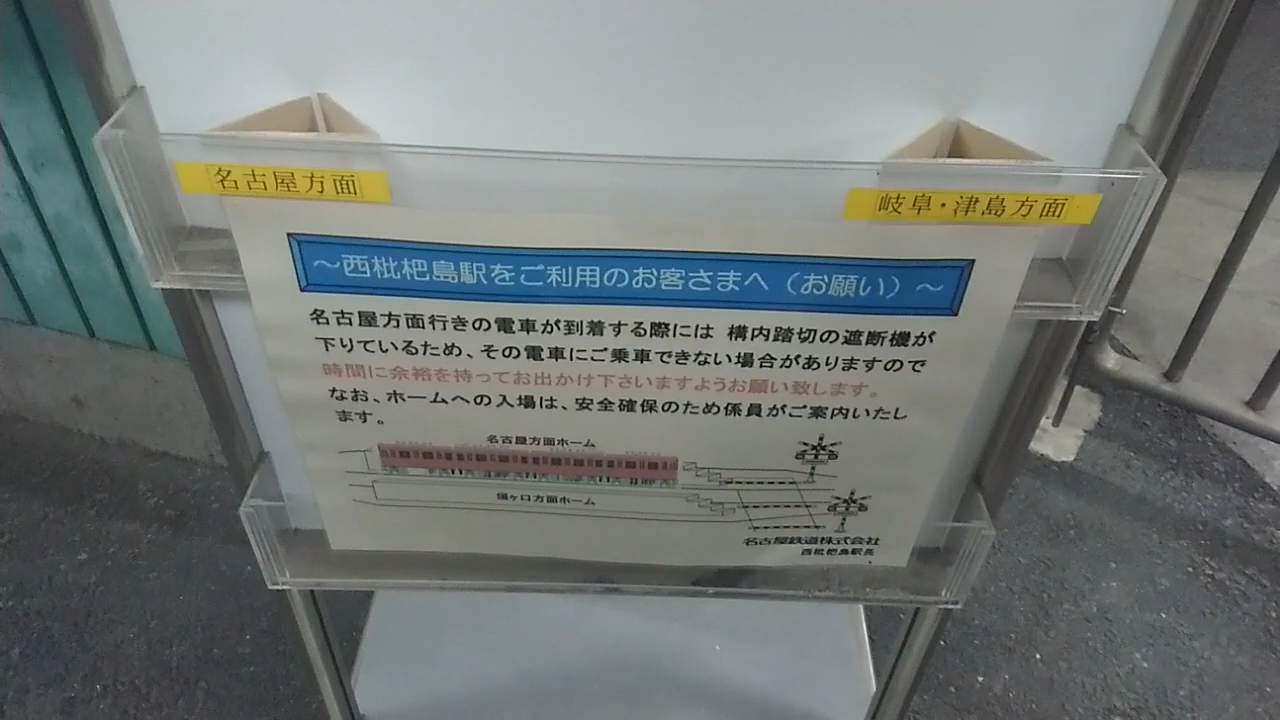 名古屋方面
岐阜・津島方面
～西枇杷島駅をご利用のお客さまへ（お願い）～
名古屋方面行きの電車が到着する際には 構内踏切の遮断機が
下りているため、その電車にご乗車できない場合がありますので
時間に余裕を持ってお出かけ下さいますようお願い致します。
なお、ホームへの入場は、安全確保のため係員がご案内いたし
ます。
名古屋方面ホーム
須ヶ口方面ホーム
名古屋鉄道株式会社
西枇杷島駅長